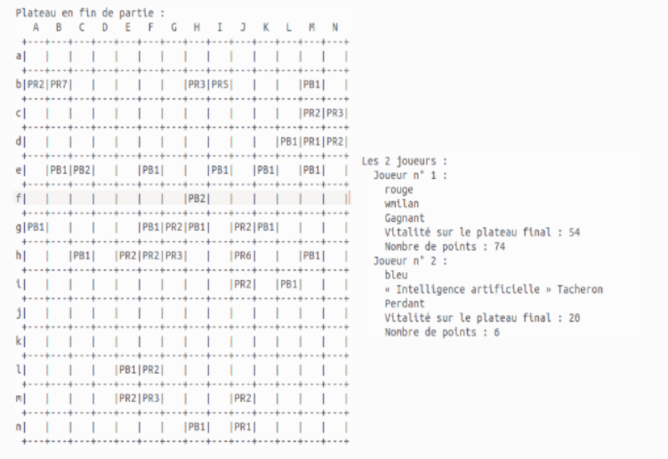 Plateau en fin de partie :
   A   B   C   D   E   F   G   H   I   J   K   L   M   N
 +---+---+---+---+---+---+---+---+---+---+---+---+---+---+
a|   |   |   |   |   |   |   |   |   |   |   |   |   |   |
 +---+---+---+---+---+---+---+---+---+---+---+---+---+---+
b|PR2|PR7|   |   |   |   |   |PR3|PR5|   |   |   |PB1|   |
 +---+---+---+---+---+---+---+---+---+---+---+---+---+---+
c|   |   |   |   |   |   |   |   |   |   |   |   |PR2|PR3|
 +---+---+---+---+---+---+---+---+---+---+---+---+---+---+
d|   |   |   |   |   |   |   |   |   |   |   |PB1|PR1|PR2|
 +---+---+---+---+---+---+---+---+---+---+---+---+---+---+
e|   |PB1|PB2|   |   |PB1|   |   |PB1|   |PB1|   |PB1|   |
 +---+---+---+---+---+---+---+---+---+---+---+---+---+---+
f|   |   |   |   |   |   |   |PB2|   |   |   |   |   |   |
 +---+---+---+---+---+---+---+---+---+---+---+---+---+---+
g|PB1|   |   |   |   |PB1|PR2|PB1|   |PR2|PB1|   |   |   |
 +---+---+---+---+---+---+---+---+---+---+---+---+---+---+
h|   |   |PB1|   |PR2|PR2|PR3|   |   |PR6|   |   |PB1|   |
 +---+---+---+---+---+---+---+---+---+---+---+---+---+---+
i|   |   |   |   |   |   |   |   |   |PR2|   |PB1|   |   |
 +---+---+---+---+---+---+---+---+---+---+---+---+---+---+
j|   |   |   |   |   |   |   |   |   |   |   |   |   |   |
 +---+---+---+---+---+---+---+---+---+---+---+---+---+---+
k|   |   |   |   |   |   |   |   |   |   |   |   |   |   |
 +---+---+---+---+---+---+---+---+---+---+---+---+---+---+
l|   |   |   |   |PB1|PR2|   |   |   |   |   |   |   |   |
 +---+---+---+---+---+---+---+---+---+---+---+---+---+---+
m|   |   |   |   |PR2|PR3|   |   |   |PR2|   |   |   |   |
 +---+---+---+---+---+---+---+---+---+---+---+---+---+---+
n|   |   |   |   |   |   |   |PB1|   |PR1|   |   |   |   |
 +---+---+---+---+---+---+---+---+---+---+---+---+---+---+
Les 2 joueurs :
Joueur n° 1 :
rouge
wmilan
Gagnant
Vitalité sur le plateau final : 54
Nombre de points : 74
Joueur n° 2 :
bleu
« Intelligence artificielle » Tacheron
Perdant
Vitalité sur le plateau final : 20
Nombre de points : 6